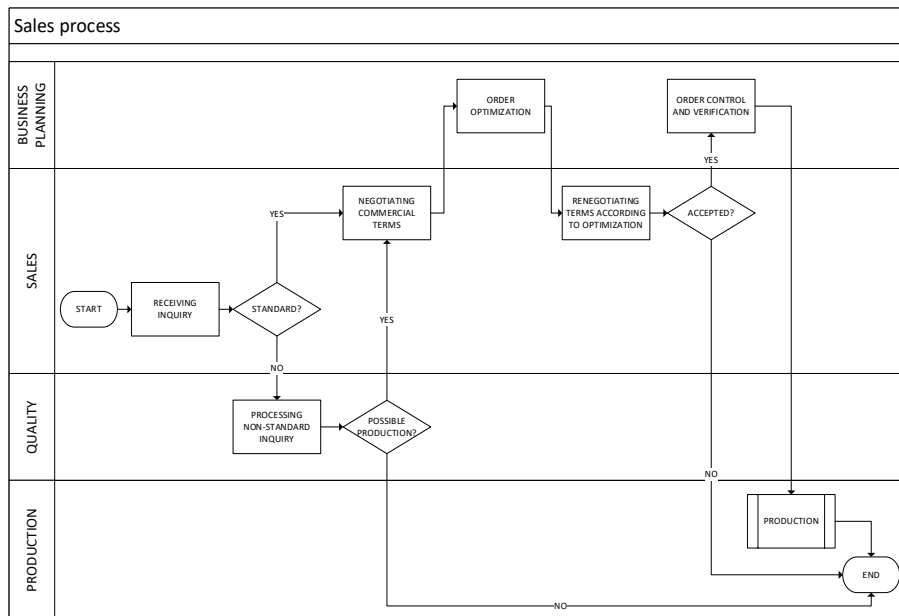 Sales process
BUSINESS
PLANNING
ORDER
OPTIMIZATION
ORDER CONTROL
AND VERIFICATION
YES
SALES
NEGOTIATING
COMMERCIAL
TERMS
YES
RENEGOTIATING
TERMS ACCORDING
TO OPTIMIZATION
ACCEPTED?
START
RECEIVING
INQUIRY
STANDARD?
YES
NO
QUALITY
PROCESSING
NON-STANDARD
INQUIRY
POSSIBLE
PRODUCTION?
NO
PRODUCTION
PRODUCTION
END
NO